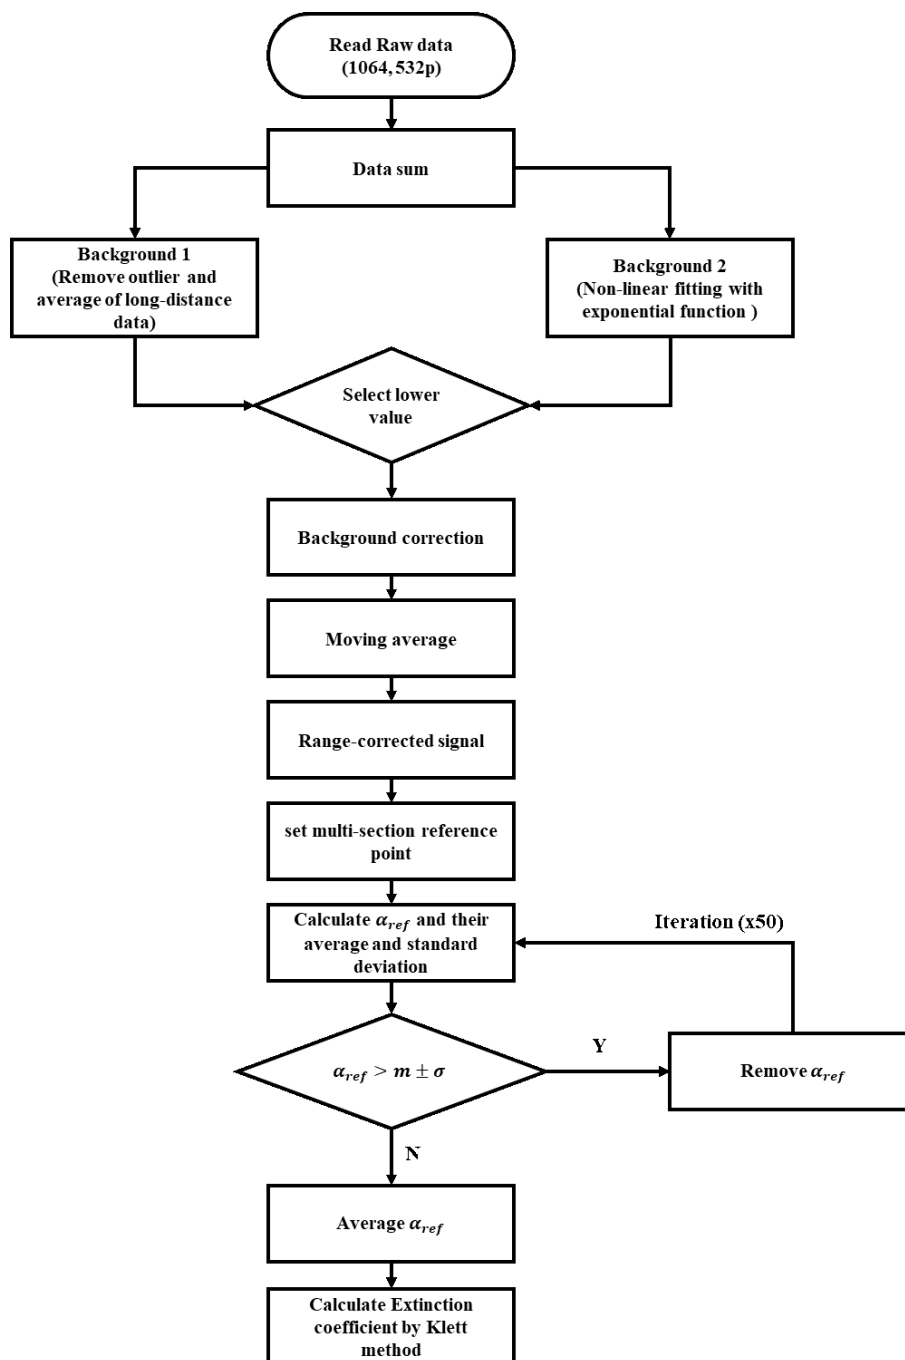 Read Raw data
(1064, 532p)
Data sum
Background 1
(Remove outlier and
average of long-distance
data)
Background 2
(Non-linear fitting with
exponential function )
Select lower
value
Background correction
Moving average
Range-corrected signal
set multi-section reference
point
Calculate α_ref and their
average and standard
deviation
Iteration (x50)
α_ref > m ± σ
Y
Remove α_ref
N
Average α_ref
Calculate Extinction
coefficient by Klett
method